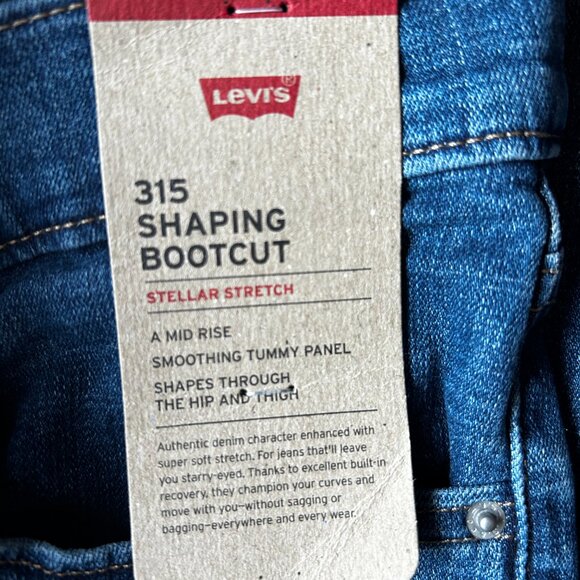 LEVI'S®
315
SHAPING
BOOTCUT
STELLAR STRETCH
A MID RISE
SMOOTHING TUMMY PANEL
SHAPES THROUGH
THE HIP AND THIGH
Authentic denim character enhanced with
super soft stretch. For jeans that'll leave
you starry-eyed. Thanks to excellent built-in
recovery, they champion your curves and
move with you—without sagging or
bagging—everywhere and every wear.